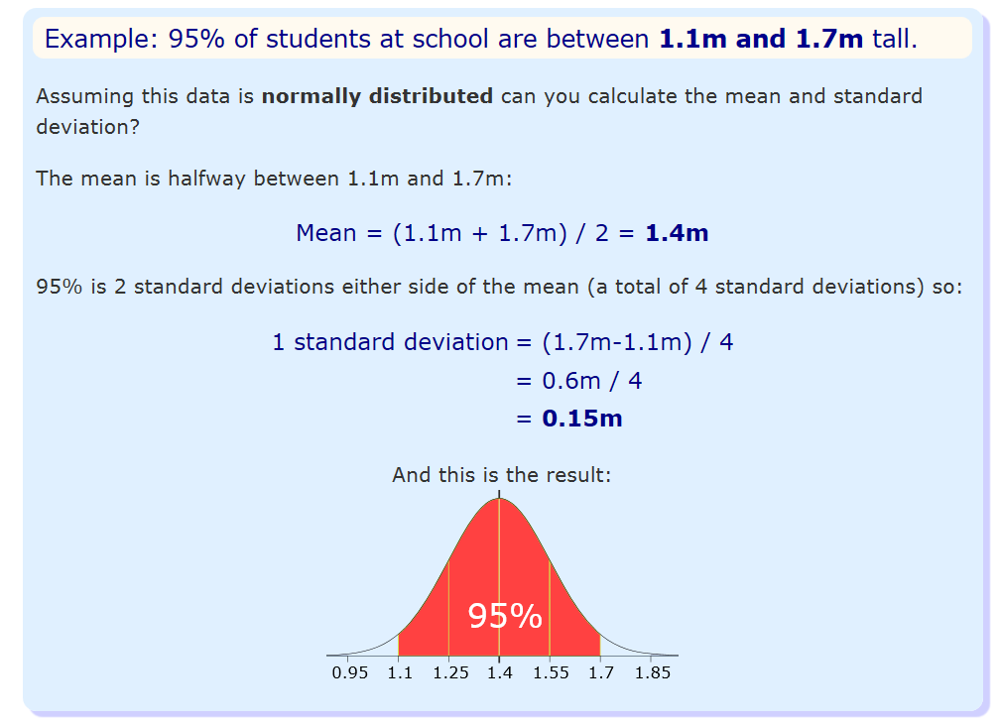 Example: 95% of students at school are between 1.1m and 1.7m tall.
Assuming this data is normally distributed can you calculate the mean and standard
deviation?
The mean is halfway between 1.1m and 1.7m:
Mean = (1.1m + 1.7m) / 2 = 1.4m
95% is 2 standard deviations either side of the mean (a total of 4 standard deviations) so:
1 standard deviation = (1.7m-1.1m) / 4
= 0.6m / 4
= 0.15m
And this is the result:
95%
0.95 1.1 1.25 1.4 1.55 1.7 1.85